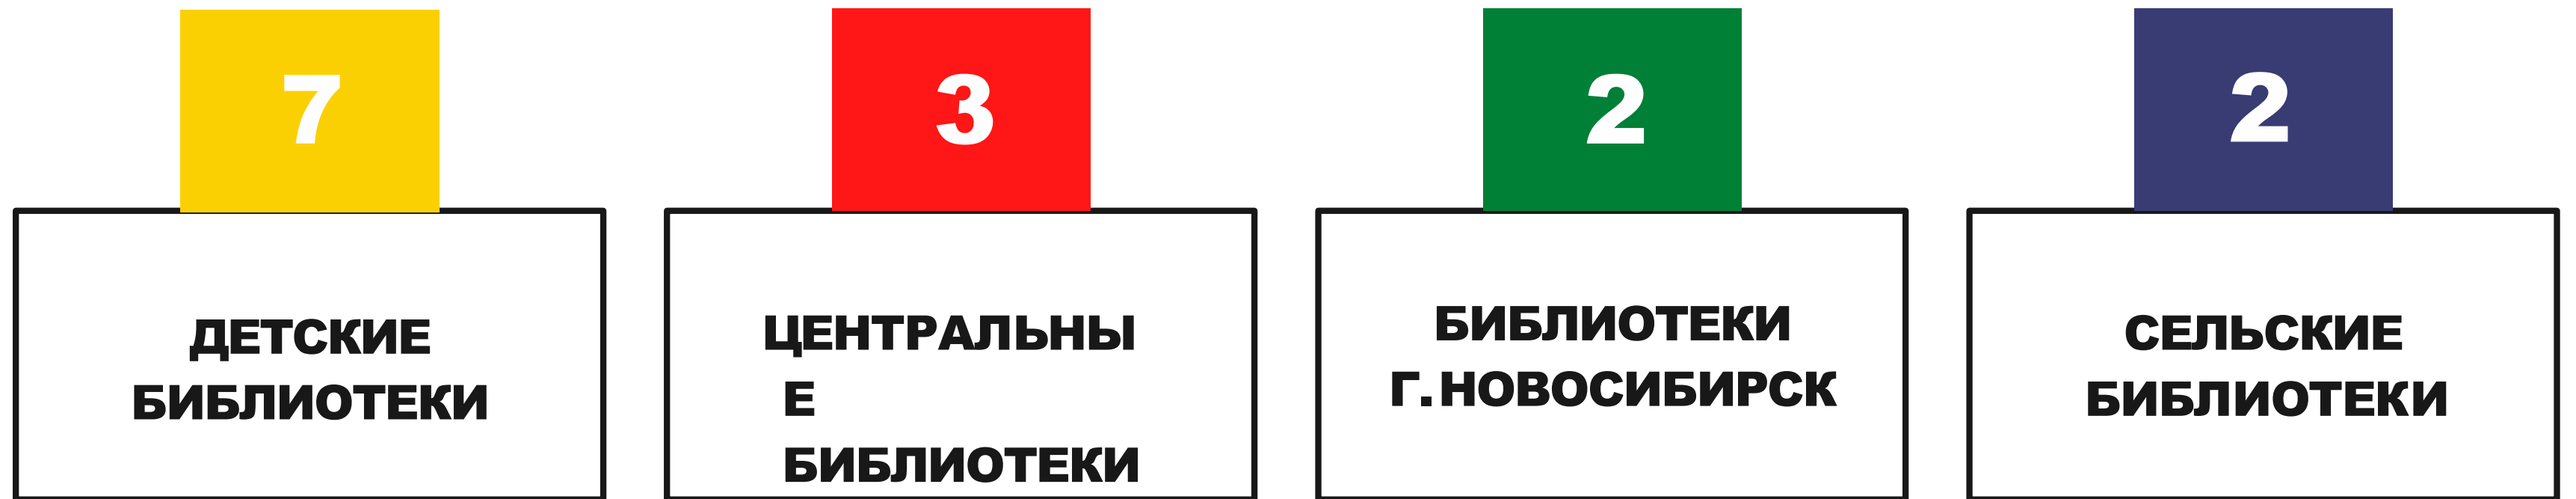 7
ДЕТСКИЕ
БИБЛИОТЕКИ
3
ЦЕНТРАЛЬНЫ
Е
БИБЛИОТЕКИ
2
БИБЛИОТЕКИ
Г.НОВОСИБИРСК
2
СЕЛЬСКИЕ
БИБЛИОТЕКИ